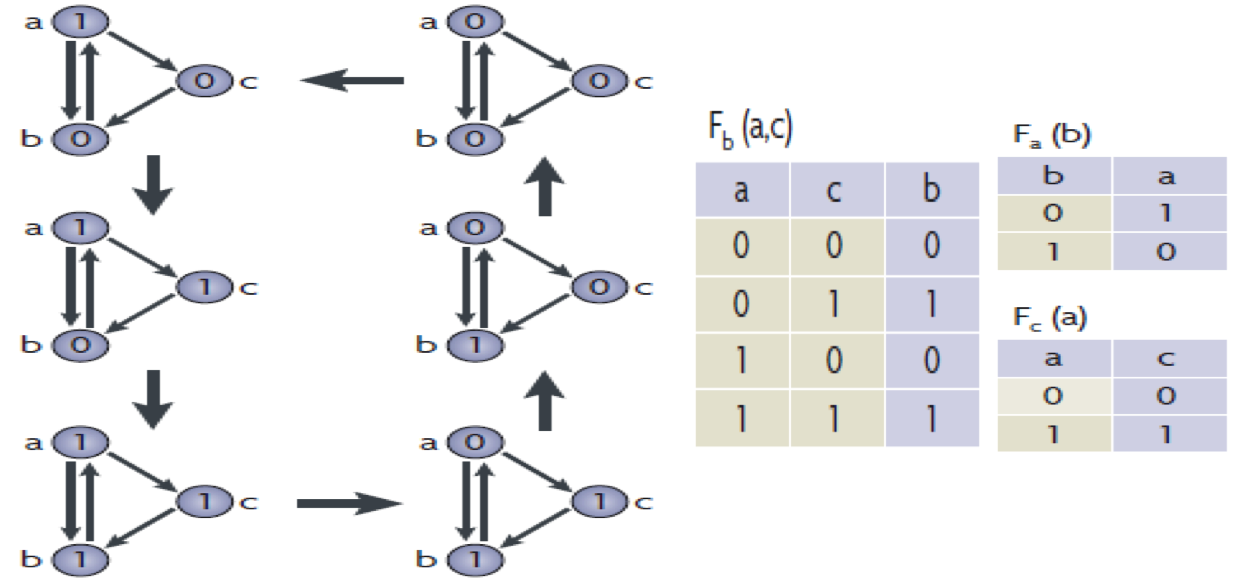 a 1
0 c
b 0
a 0
0 c
b 0
a 1
1 c
b 0
a 0
0 c
b 1
a 1
1 c
b 1
a 0
1 c
b 1
F_b (a,c)
a c b
0 0 0
0 1 1
1 0 0
1 1 1
F_a (b)
b a
0 1
1 0
F_c (a)
a c
0 0
1 1